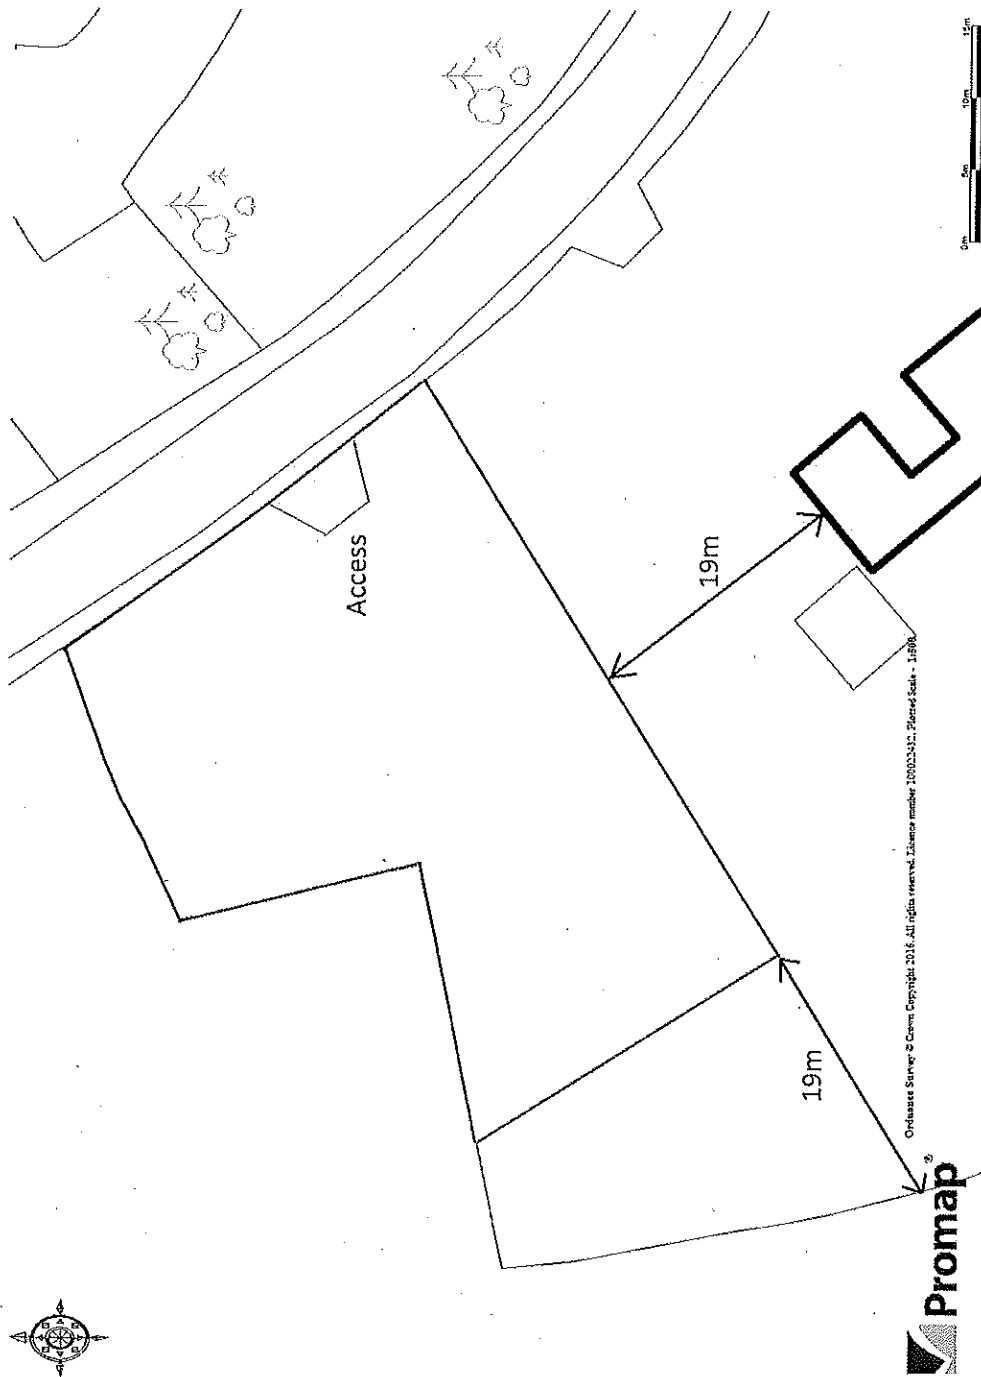 Access
19m
19m
0m 5m 10m 15m
Ordnance Survey © Crown Copyright 2016. All rights reserved. Licence number 100022432. Plotted Scale - 1:500
Promap ®